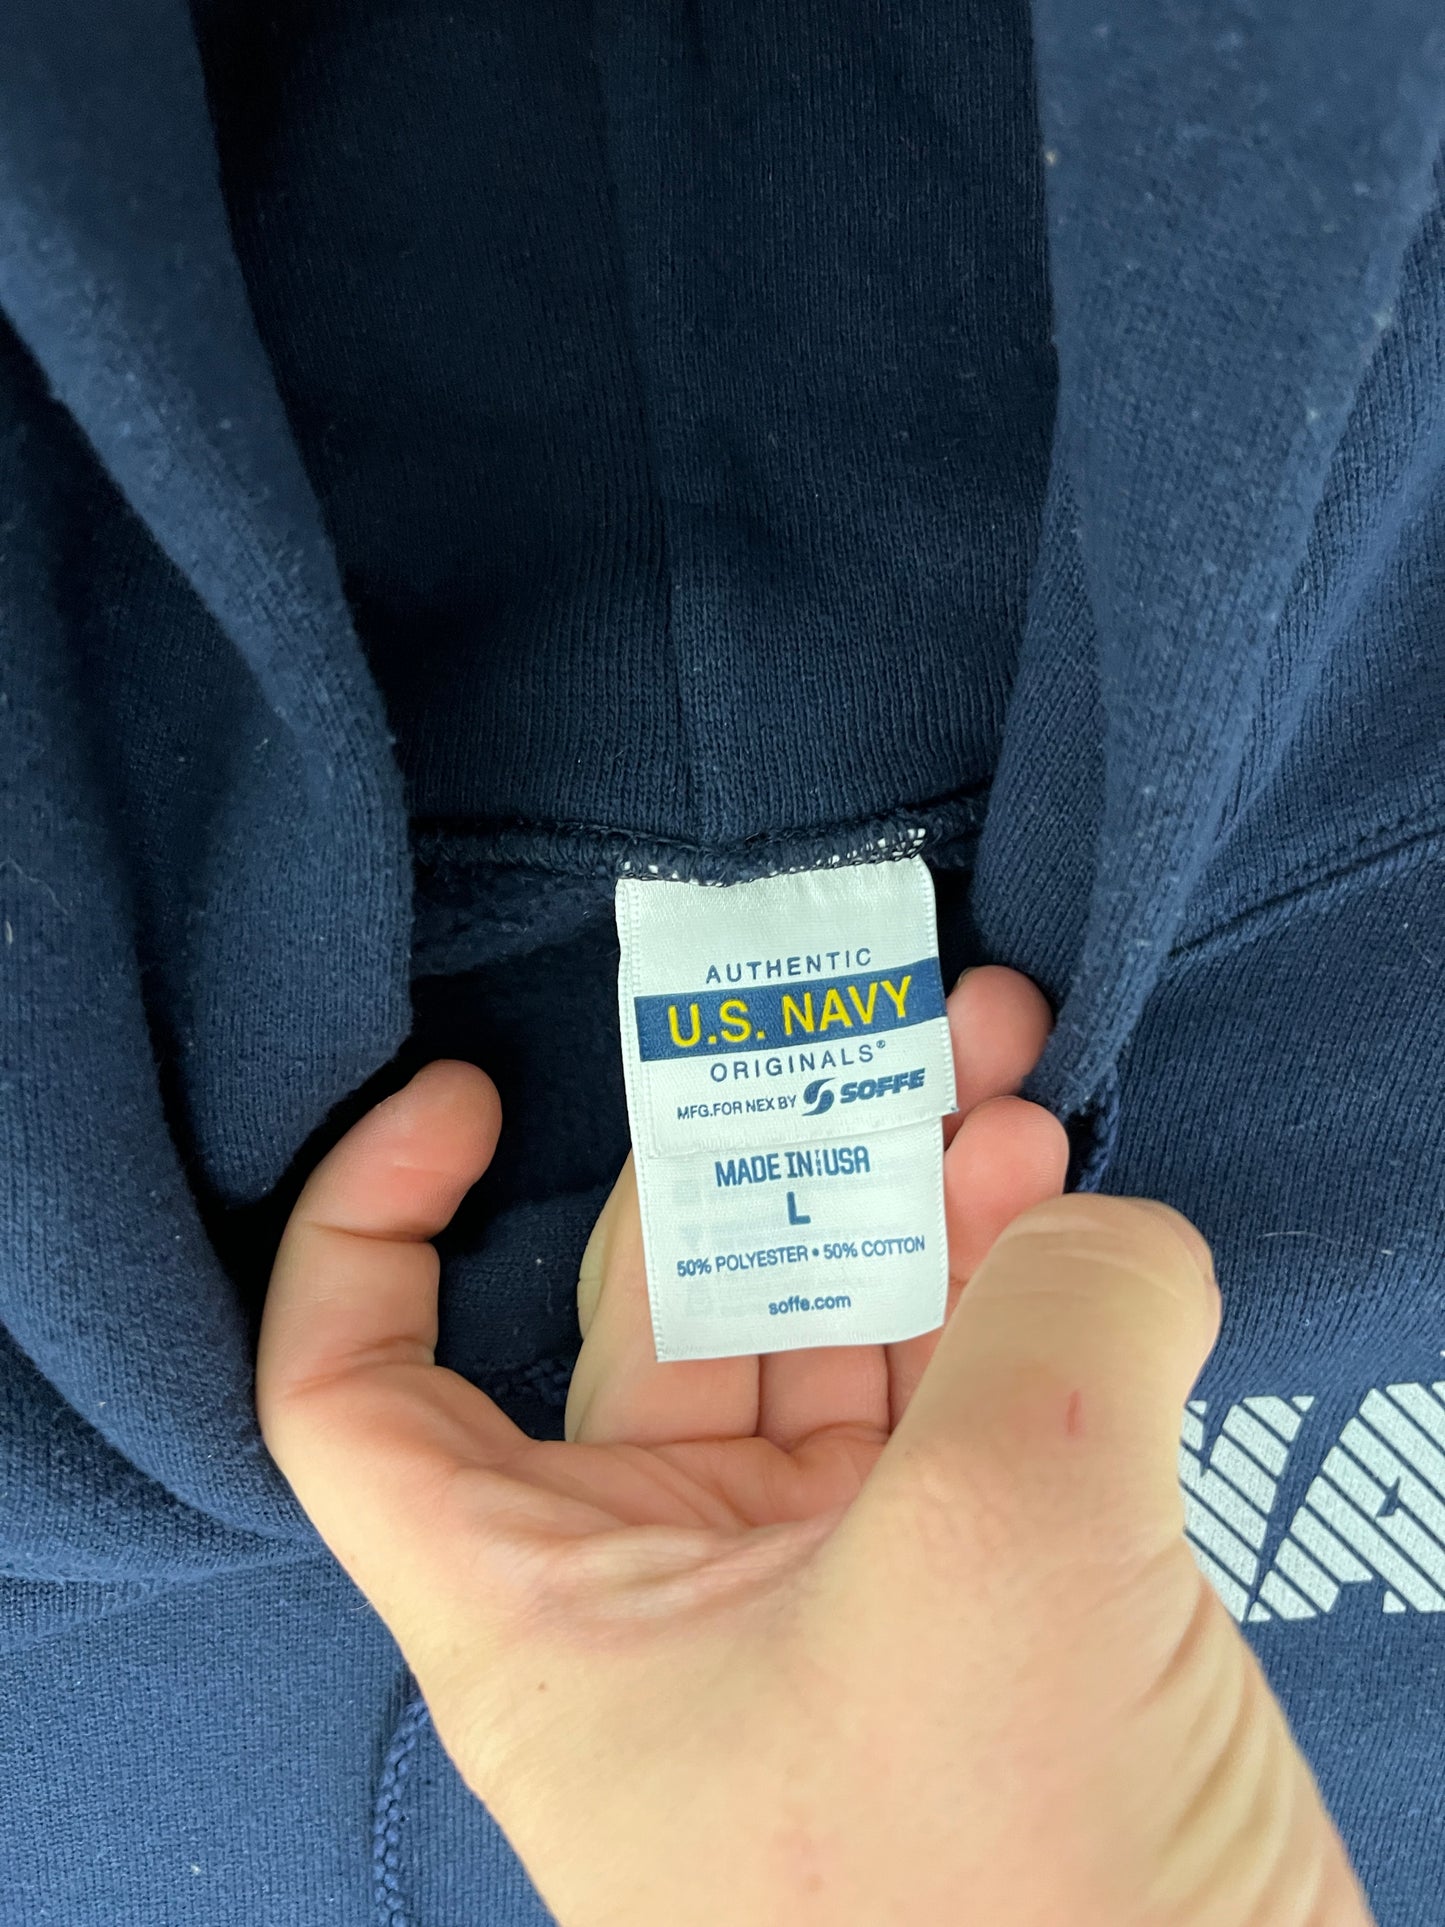 AUTHENTIC
U.S. NAVY
ORIGINALS®
MFG.FOR NEX BY SOFFE
MADE IN USA
L
50% POLYESTER • 50% COTTON
soffe.com